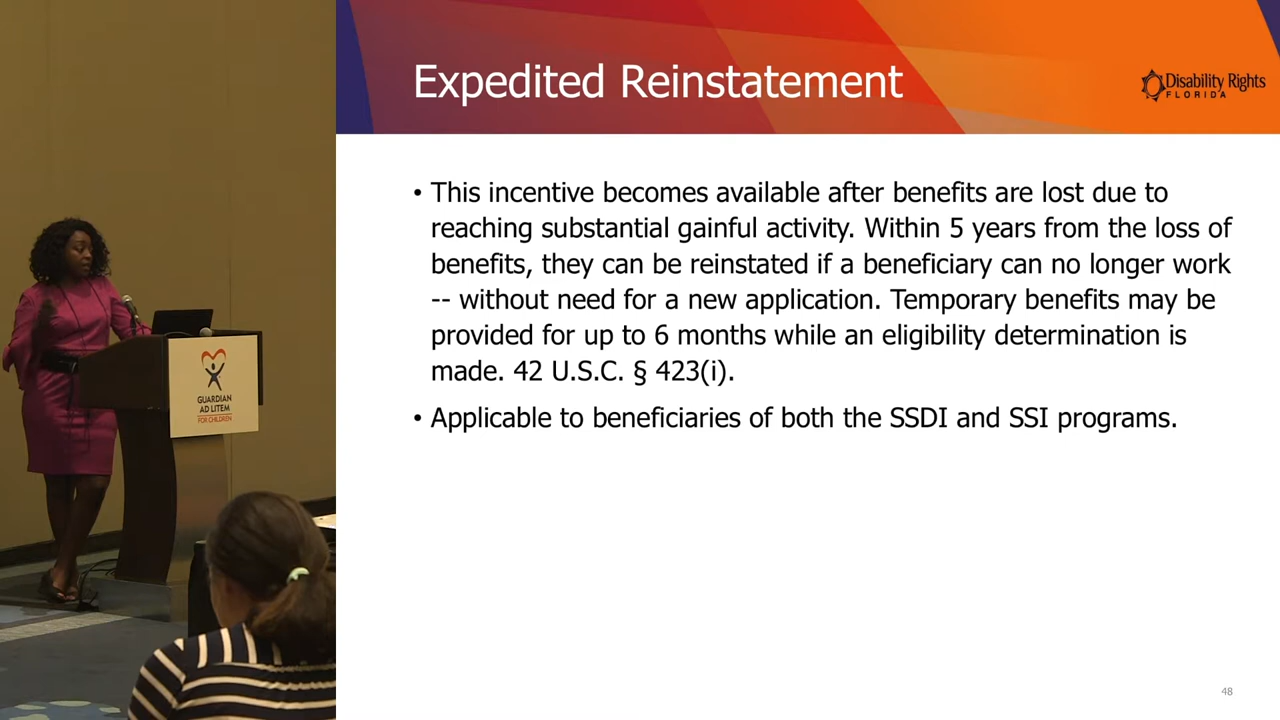 Expedited Reinstatement
Disability Rights
FLORIDA
• This incentive becomes available after benefits are lost due to
reaching substantial gainful activity. Within 5 years from the loss of
benefits, they can be reinstated if a beneficiary can no longer work
-- without need for a new application. Temporary benefits may be
provided for up to 6 months while an eligibility determination is
made. 42 U.S.C. § 423(i).
• Applicable to beneficiaries of both the SSDI and SSI programs.
GUARDIAN
AD LITEM
FOR CHILDREN
48